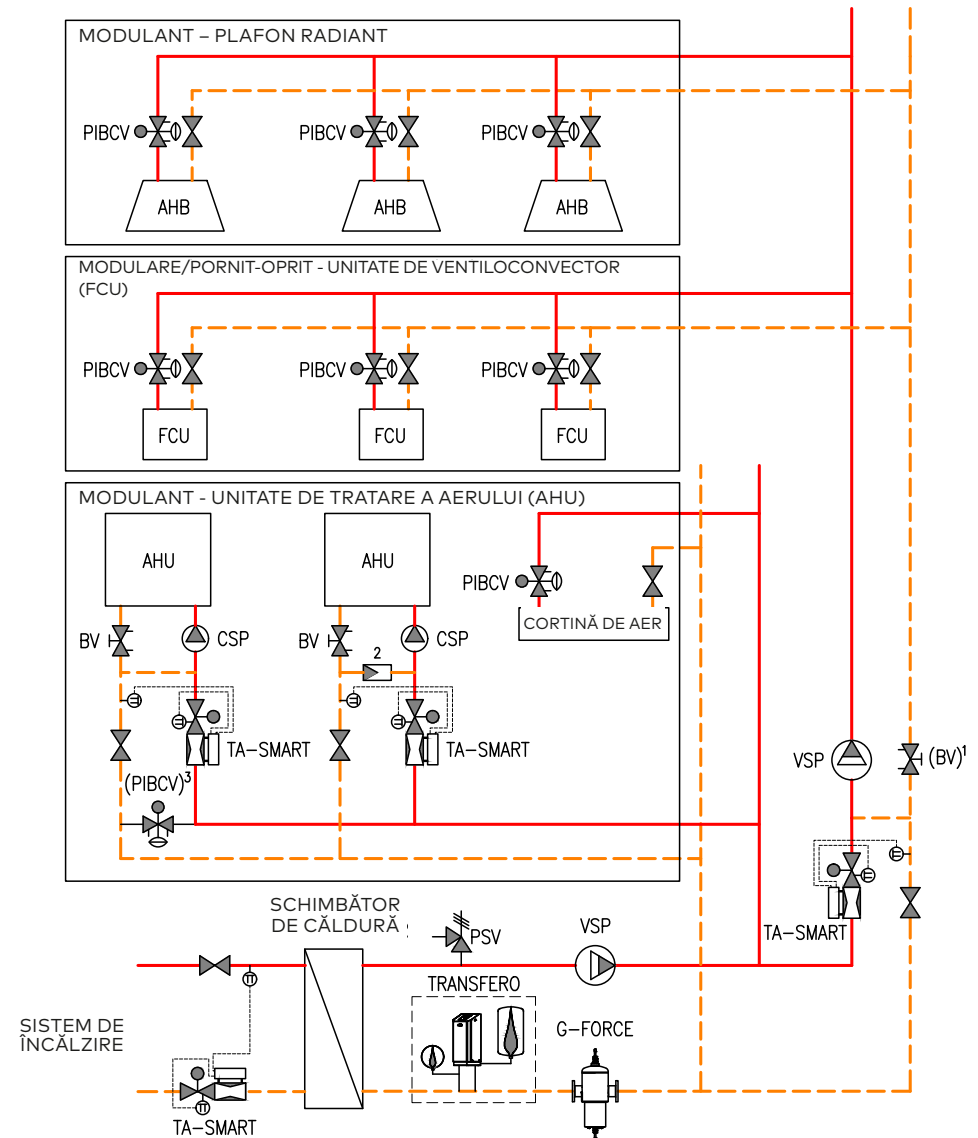 MODULANT – PLAFON RADIANT
PIBCV
PIBCV
PIBCV
AHB
AHB
AHB
MODULARE/PORNIT-OPRIT - UNITATE DE VENTILOCONVECTOR
(FCU)
PIBCV
PIBCV
PIBCV
FCU
FCU
FCU
MODULANT - UNITATE DE TRATARE A AERULUI (AHU)
AHU
AHU
PIBCV
CORTINĂ DE AER
BV
CSP
BV
2
CSP
TA-SMART
TA-SMART
(PIBCV)³
VSP
(BV)¹
TA-SMART
SCHIMBĂTOR
DE CĂLDURĂ
PSV
VSP
TRANSFERO
G-FORCE
SISTEM DE
ÎNCĂLZIRE
TA-SMART